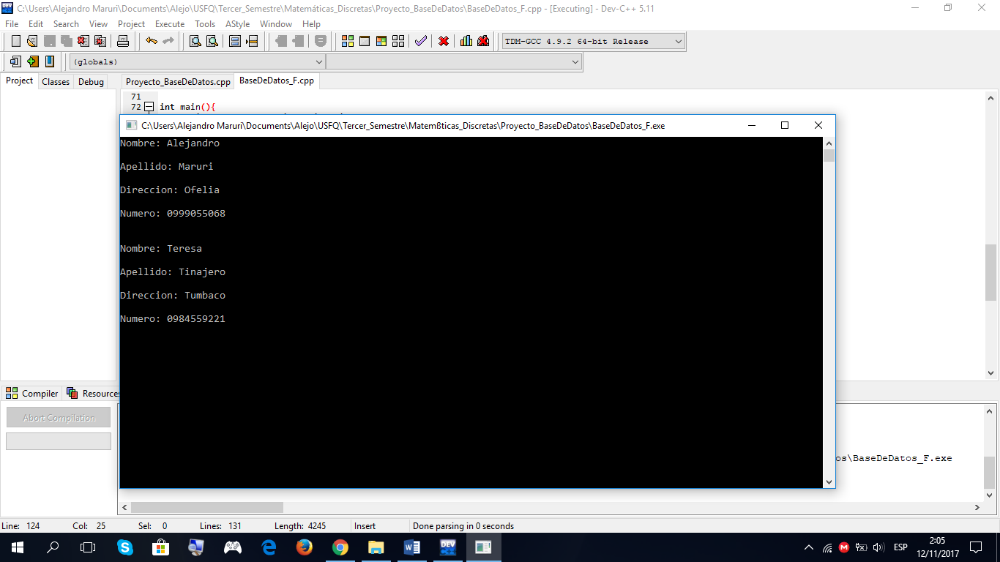 C:\Users\Alejandro Maruri\Documents\Alejo\USFQ\Tercer_Semestre\Matemáticas_Discretas\Proyecto_BaseDeDatos\BaseDeDatos_F.cpp - [Executing] - Dev-C++ 5.11
File Edit Search View Project Execute Tools AStyle Window Help
TDM-GCC 4.9.2 64-bit Release
(globals)
Project Classes Debug Proyecto_BaseDeDatos.cpp BaseDeDatos_F.cpp
71
72 int main(){
C:\Users\Alejandro Maruri\Documents\Alejo\USFQ\Tercer_Semestre\Matemßticas_Discretas\Proyecto_BaseDeDatos\BaseDeDatos_F.exe
Nombre: Alejandro
Apellido: Maruri
Direccion: Ofelia
Numero: 0999055068
Nombre: Teresa
Apellido: Tinajero
Direccion: Tumbaco
Numero: 0984559221
Compiler Resources
Abort Compilation
os\BaseDeDatos_F.exe
Line: 124 Col: 25 Sel: 0 Lines: 131 Length: 4245 Insert Done parsing in 0 seconds
DEV
ESP
2:05
12/11/2017